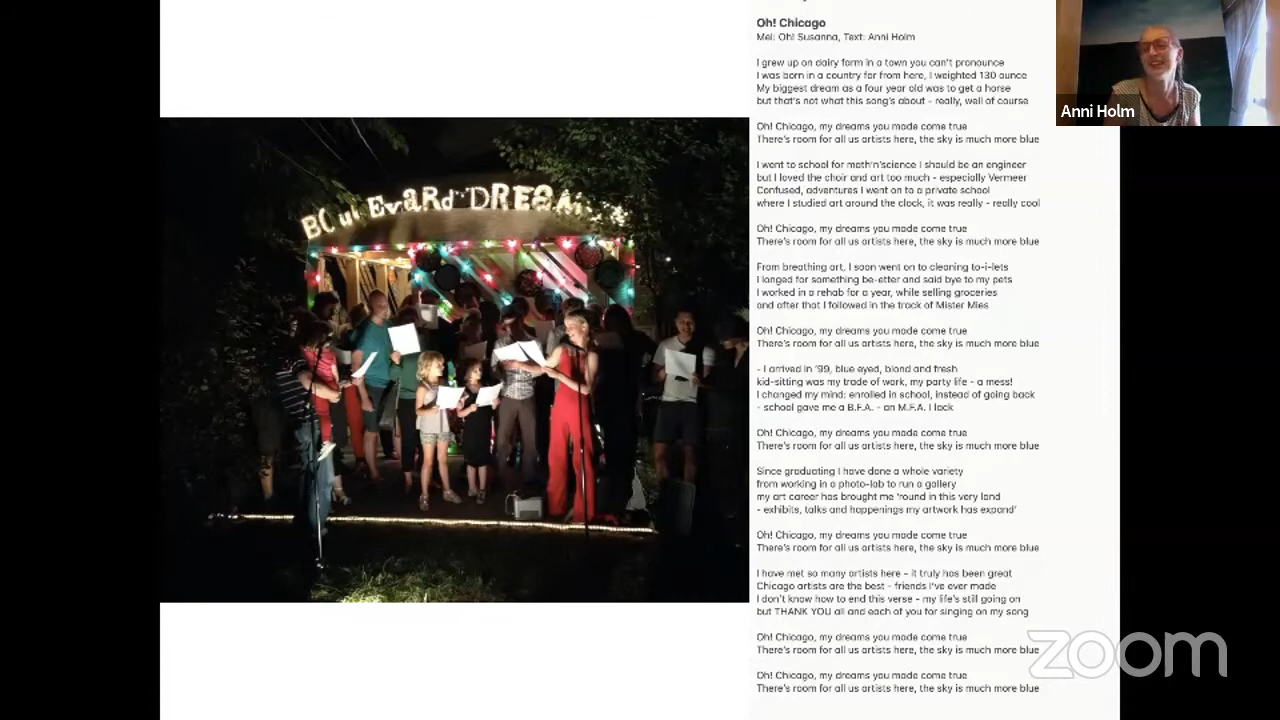 Oh! Chicago
Mel: Oh! Susanna, Text: Anni Holm
I grew up on dairy farm in a town you can't pronounce
I was born in a country far from here, I weighted 130 ounce
My biggest dream as a four year old was to get a horse
but that's not what this song's about - really, well of course
Oh! Chicago, my dreams you made come true
There's room for all us artists here, the sky is much more blue
I went to school for math'n'science I should be an engineer
but I loved the choir and art too much - especially Vermeer
Confused, adventures I went on to a private school
where I studied art around the clock, it was really - really cool
Oh! Chicago, my dreams you made come true
There's room for all us artists here, the sky is much more blue
From breathing art, I soon went on to cleaning to-i-lets
I longed for something be-etter and said bye to my pets
I worked in a rehab for a year, while selling groceries
and after that I followed in the track of Mister Mies
Oh! Chicago, my dreams you made come true
There's room for all us artists here, the sky is much more blue
- I arrived in '99, blue eyed, blond and fresh
kid-sitting was my trade of work, my party life - a mess!
I changed my mind: enrolled in school, instead of going back
- school gave me a B.F.A. - an M.F.A. I lack
Oh! Chicago, my dreams you made come true
There's room for all us artists here, the sky is much more blue
Since graduating I have done a whole variety
from working in a photo-lab to run a gallery
my art career has brought me 'round in this very land
- exhibits, talks and happenings my artwork has expand'
Oh! Chicago, my dreams you made come true
There's room for all us artists here, the sky is much more blue
I have met so many artists here - it truly has been great
Chicago artists are the best - friends I've ever made
I don't know how to end this verse - my life's still going on
but THANK YOU all and each of you for singing on my song
Oh! Chicago, my dreams you made come true
There's room for all us artists here, the sky is much more blue
Oh! Chicago, my dreams you made come true
There's room for all us artists here, the sky is much more blue
Anni Holm
zoom